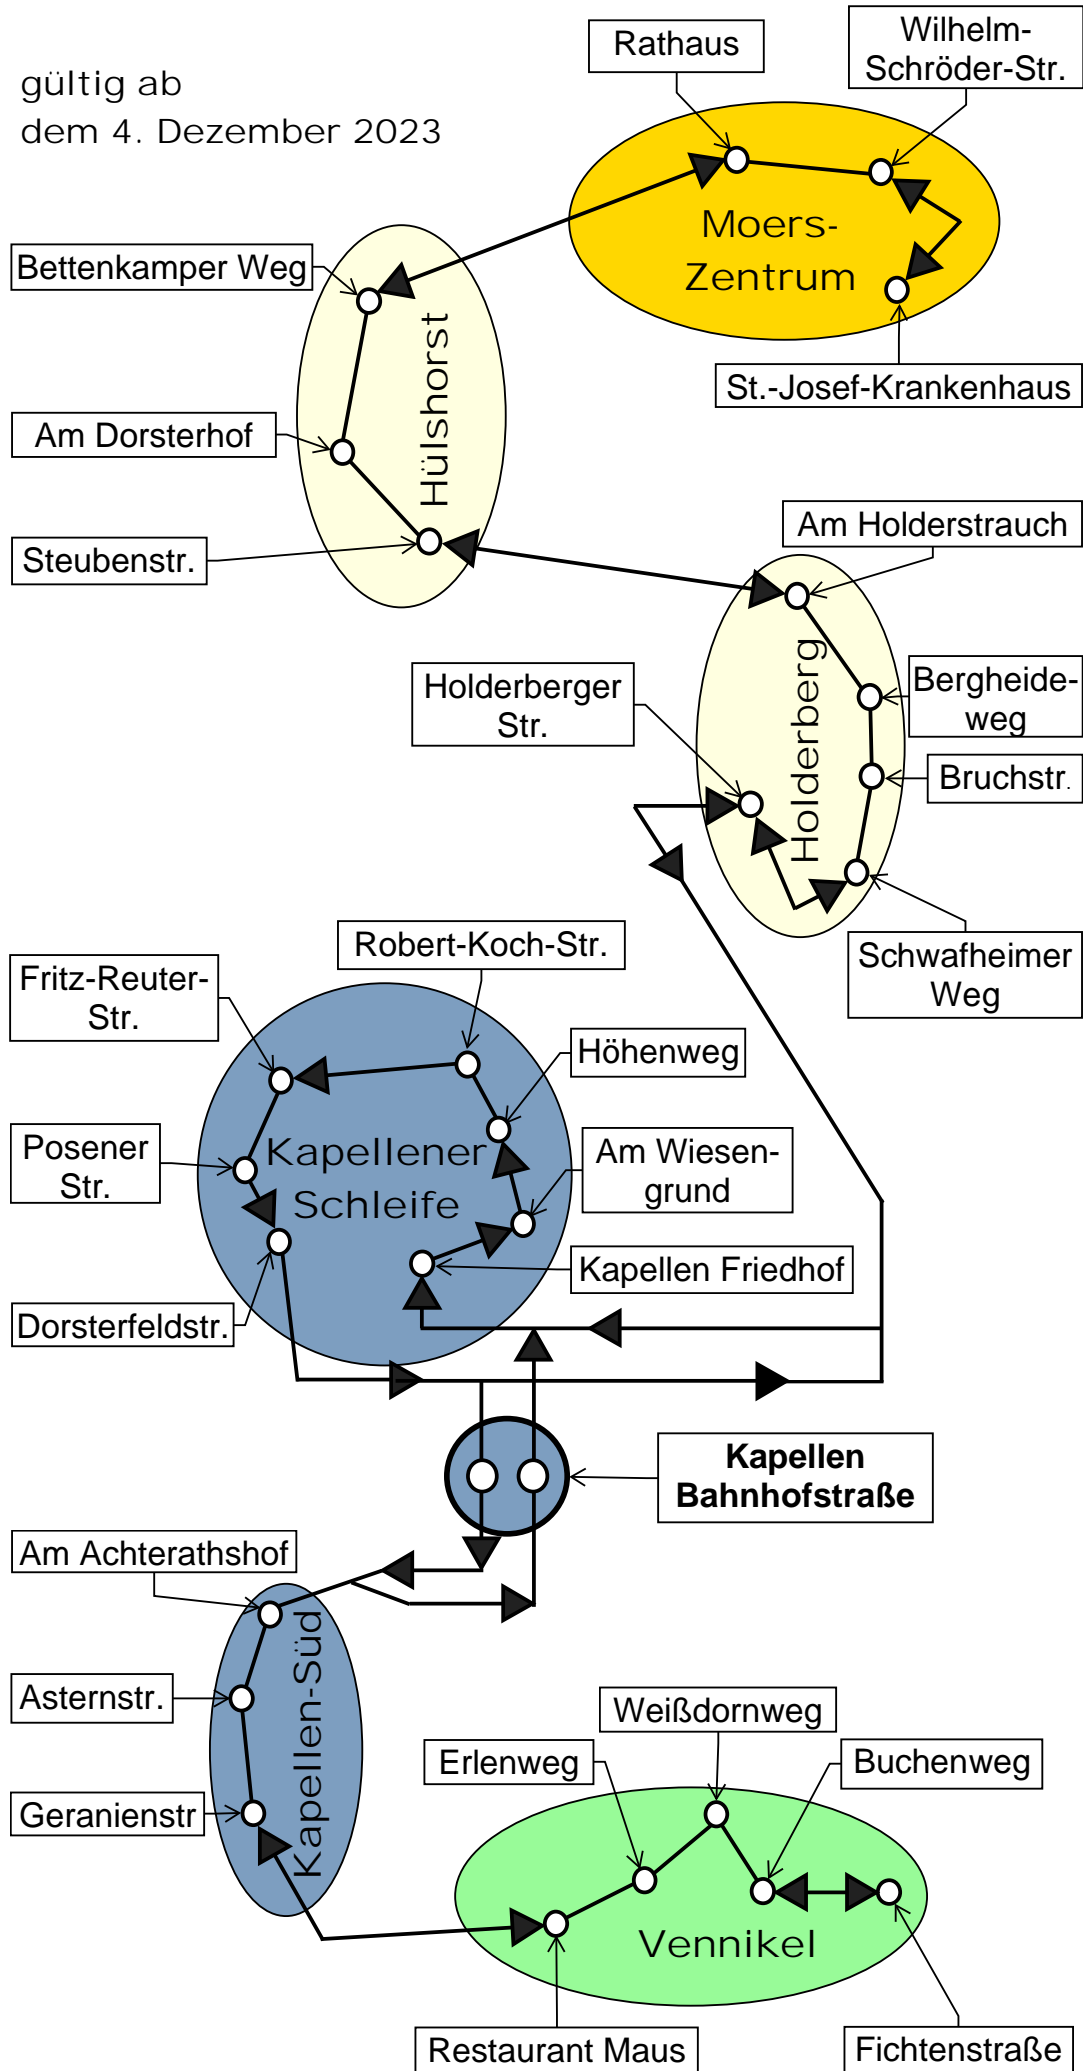 gültig ab
dem 4. Dezember 2023
Rathaus
Wilhelm-
Schröder-Str.
Moers-
Zentrum
Bettenkamper Weg
Hülshorst
St.-Josef-Krankenhaus
Am Dorsterhof
Steubenstr.
Am Holderstrauch
Holderberg
Holderberger
Str.
Bergheide-
weg
Bruchstr.
Schwafheimer
Weg
Robert-Koch-Str.
Fritz-Reuter-
Str.
Höhenweg
Posener
Str.
Kapellener
Schleife
Am Wiesen-
grund
Kapellen Friedhof
Dorsterfeldstr.
Kapellen
Bahnhofstraße
Am Achterathshof
Kapellen-Süd
Asternstr.
Geranienstr
Weißdornweg
Erlenweg
Buchenweg
Vennikel
Restaurant Maus
Fichtenstraße